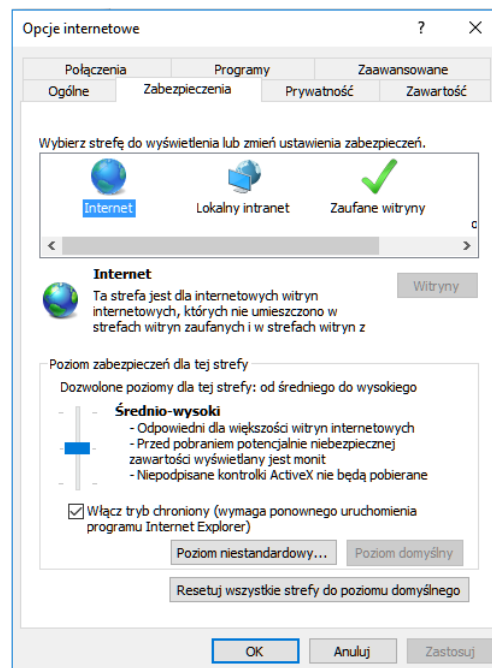 Opcje internetowe
Połączenia Programy Zaawansowane
Ogólne Zabezpieczenia Prywatność Zawartość
Wybierz strefę do wyświetlenia lub zmień ustawienia zabezpieczeń.
Internet Lokalny intranet Zaufane witryny
Internet
Witryny
Ta strefa jest dla internetowych witryn
internetowych, których nie umieszczono w
strefach witryn zaufanych i w strefach witryn z
Poziom zabezpieczeń dla tej strefy
Dozwolone poziomy dla tej strefy: od średniego do wysokiego
Średnio-wysoki
- Odpowiedni dla większości witryn internetowych
- Przed pobraniem potencjalnie niebezpiecznej
zawartości wyświetlany jest monit
- Niepodpisane kontrolki ActiveX nie będą pobierane
Włącz tryb chroniony (wymaga ponownego uruchomienia
programu Internet Explorer)
Poziom niestandardowy... Poziom domyślny
Resetuj wszystkie strefy do poziomu domyślnego
OK Anuluj Zastosuj